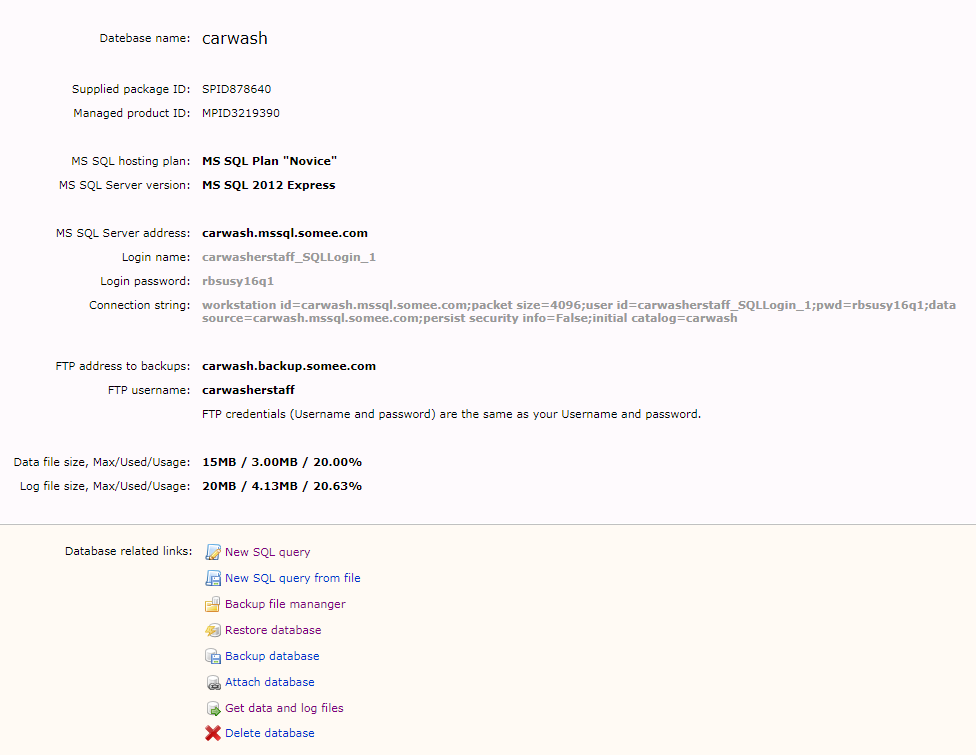 Datebase name: carwash
Supplied package ID: SPID878640
Managed product ID: MPID3219390
MS SQL hosting plan: MS SQL Plan "Novice"
MS SQL Server version: MS SQL 2012 Express
MS SQL Server address: carwash.mssql.somee.com
Login name: carwasherstaff_SQLLogin_1
Login password: rbsusy16q1
Connection string: workstation id=carwash.mssql.somee.com;packet size=4096;user id=carwasherstaff_SQLLogin_1;pwd=rbsusy16q1;data
source=carwash.mssql.somee.com;persist security info=False;initial catalog=carwash
FTP address to backups: carwash.backup.somee.com
FTP username: carwasherstaff
FTP credentials (Username and password) are the same as your Username and password.
Data file size, Max/Used/Usage: 15MB / 3.00MB / 20.00%
Log file size, Max/Used/Usage: 20MB / 4.13MB / 20.63%
Database related links: New SQL query
New SQL query from file
Backup file mananger
Restore database
Backup database
Attach database
Get data and log files
Delete database